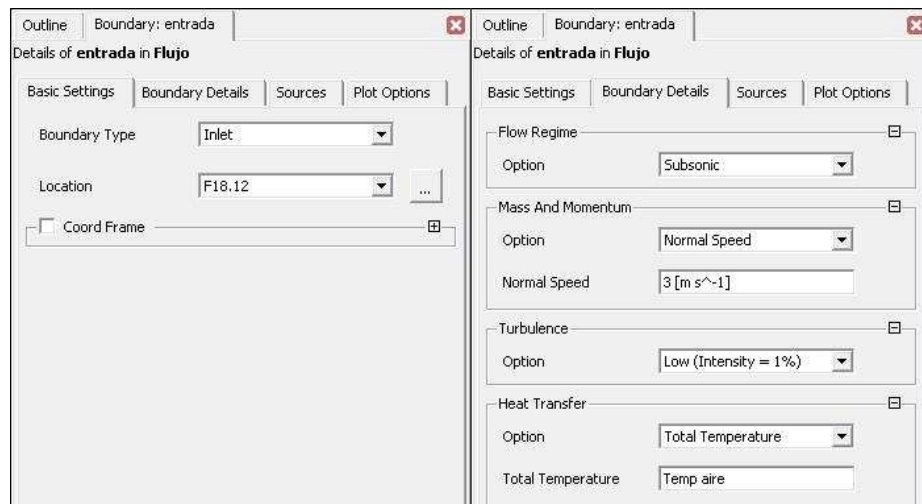 Outline Boundary: entrada
Details of entrada in Flujo
Basic Settings Boundary Details Sources Plot Options
Boundary Type Inlet
Location F18.12 ...
Coord Frame
Outline Boundary: entrada
Details of entrada in Flujo
Basic Settings Boundary Details Sources Plot Options
Flow Regime
Option Subsonic
Mass And Momentum
Option Normal Speed
Normal Speed 3 [m s^-1]
Turbulence
Option Low (Intensity = 1%)
Heat Transfer
Option Total Temperature
Total Temperature Temp aire